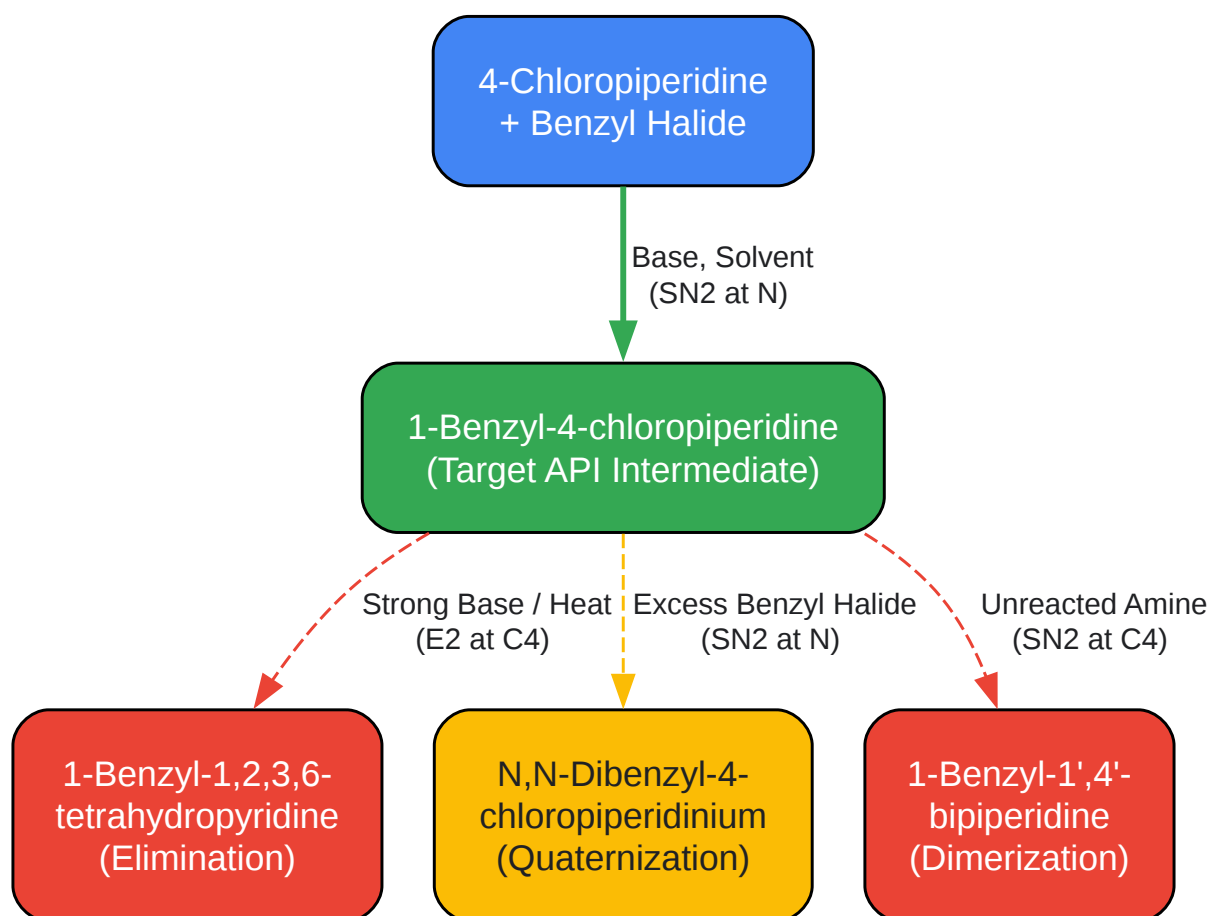 4-Chloropiperidine
+ Benzyl Halide
Base, Solvent
(SN2 at N)
1-Benzyl-4-chloropiperidine
(Target API Intermediate)
Strong Base / Heat
(E2 at C4)
Excess Benzyl Halide
(SN2 at N)
Unreacted Amine
(SN2 at C4)
1-Benzyl-1,2,3,6-
tetrahydropyridine
(Elimination)
N,N-Dibenzyl-4-
chloropiperidinium
(Quaternization)
1-Benzyl-1',4'-
bipiperidine
(Dimerization)